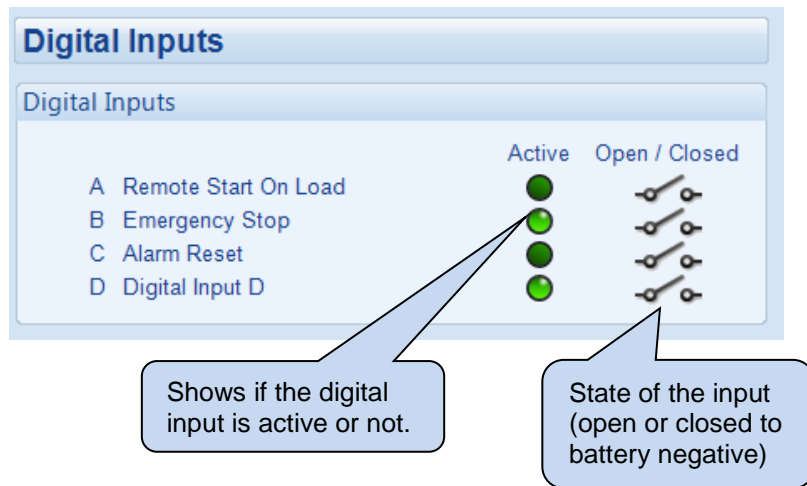 Digital Inputs
Digital Inputs
Active Open / Closed
A Remote Start On Load
B Emergency Stop
C Alarm Reset
D Digital Input D
Shows if the digital
input is active or not.
State of the input
(open or closed to
battery negative)